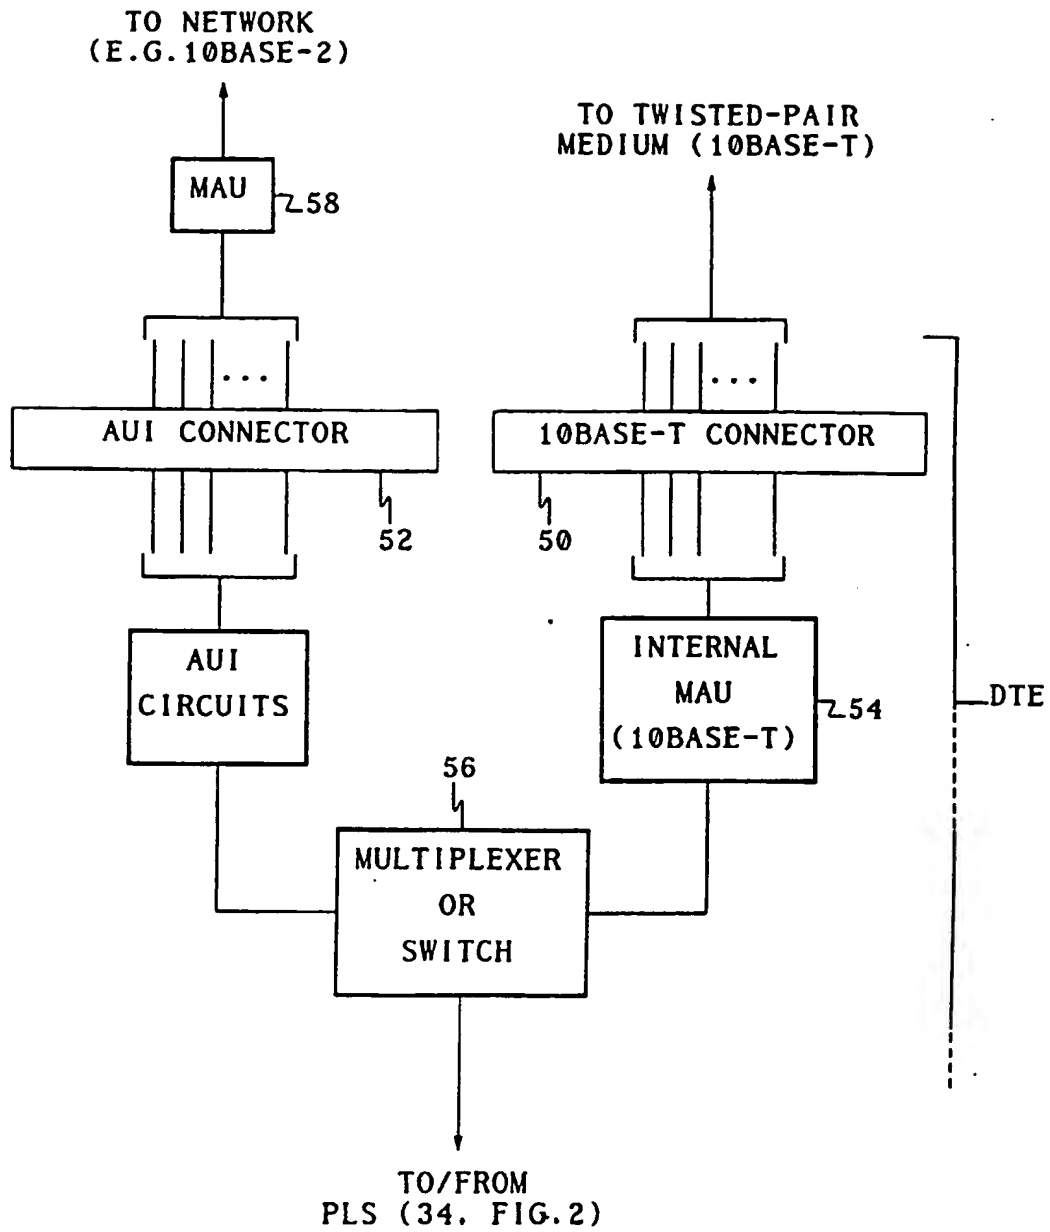 TO NETWORK
(E.G.10BASE-2)
TO TWISTED-PAIR
MEDIUM (10BASE-T)
MAU
58
...
...
AUI CONNECTOR
10BASE-T CONNECTOR
52
50
AUI
CIRCUITS
INTERNAL
MAU
(10BASE-T)
54
DTE
56
MULTIPLEXER
OR
SWITCH
TO/FROM
PLS (34, FIG.2)